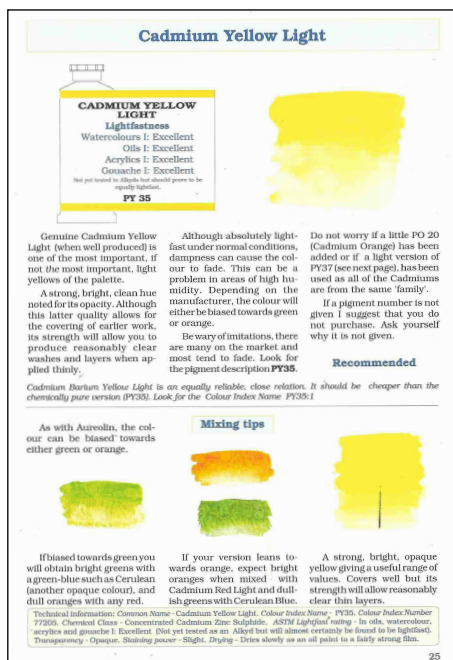 Cadmium Yellow Light
CADMIUM YELLOW
LIGHT
Lightfastness
Watercolours I: Excellent
Oils I: Excellent
Acrylics I: Excellent
Gouache I: Excellent
Not yet tested in Alkyds but should prove to be
equally lightfast.
PY 35
Genuine Cadmium Yellow
Light (when well produced) is
one of the most important, if
not the most important, light
yellows of the palette.
A strong, bright, clean hue
noted for its opacity. Although
this latter quality allows for
the covering of earlier work,
its strength will allow you to
produce reasonably clear
washes and layers when ap-
plied thinly.
Although absolutely light-
fast under normal conditions,
dampness can cause the col-
our to fade. This can be a
problem in areas of high hu-
midity. Depending on the
manufacturer, the colour will
either be biased towards green
or orange.
Be wary of imitations, there
are many on the market and
most tend to fade. Look for
the pigment description PY35.
Do not worry if a little PO 20
(Cadmium Orange) has been
added or if a light version of
PY37 (see next page), has been
used as all of the Cadmiums
are from the same 'family'.
If a pigment number is not
given I suggest that you do
not purchase. Ask yourself
why it is not given.
Recommended
Cadmium Barium Yellow Light is an equally reliable, close relation. It should be cheaper than the
chemically pure version (PY35). Look for the Colour Index Name PY35:1
As with Aureolin, the col-
our can be biased towards
either green or orange.
Mixing tips
If biased towards green you
will obtain bright greens with
a green-blue such as Cerulean
(another opaque colour), and
dull oranges with any red.
If your version leans to-
wards orange, expect bright
oranges when mixed with
Cadmium Red Light and dull-
ish greens with Cerulean Blue.
A strong, bright, opaque
yellow giving a useful range of
values. Covers well but its
strength will allow reasonably
clear thin layers.
Technical information: Common Name - Cadmium Yellow Light. Colour Index Name - PY35. Colour Index Number
77205. Chemical Class - Concentrated Cadmium Zinc Sulphide. ASTM Lightfast rating - In oils, watercolour,
acrylics and gouache I: Excellent (Not yet tested as an Alkyd but will almost certainly be found to be lightfast).
Transparency - Opaque. Staining power - Slight. Drying - Dries slowly as an oil paint to a fairly strong film.
25